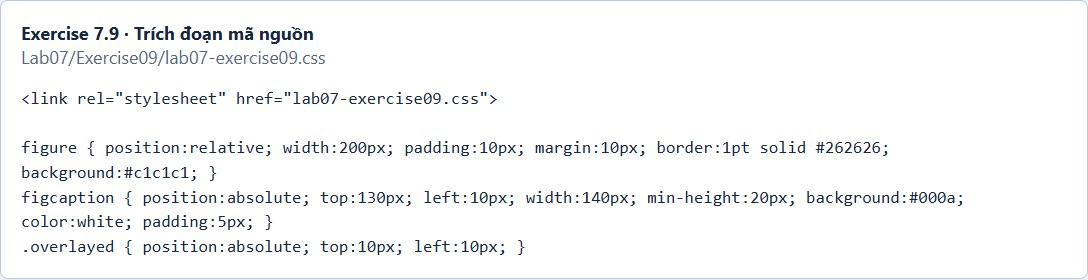 Exercise 7.9 · Trích đoạn mã nguồn
Lab07/Exercise09/lab07-exercise09.css
<link rel="stylesheet" href="lab07-exercise09.css">
figure { position:relative; width:200px; padding:10px; margin:10px; border:1pt solid #262626;
background:#c1c1c1; }
figcaption { position:absolute; top:130px; left:10px; width:140px; min-height:20px; background:#000a;
color:white; padding:5px; }
.overlayed { position:absolute; top:10px; left:10px; }